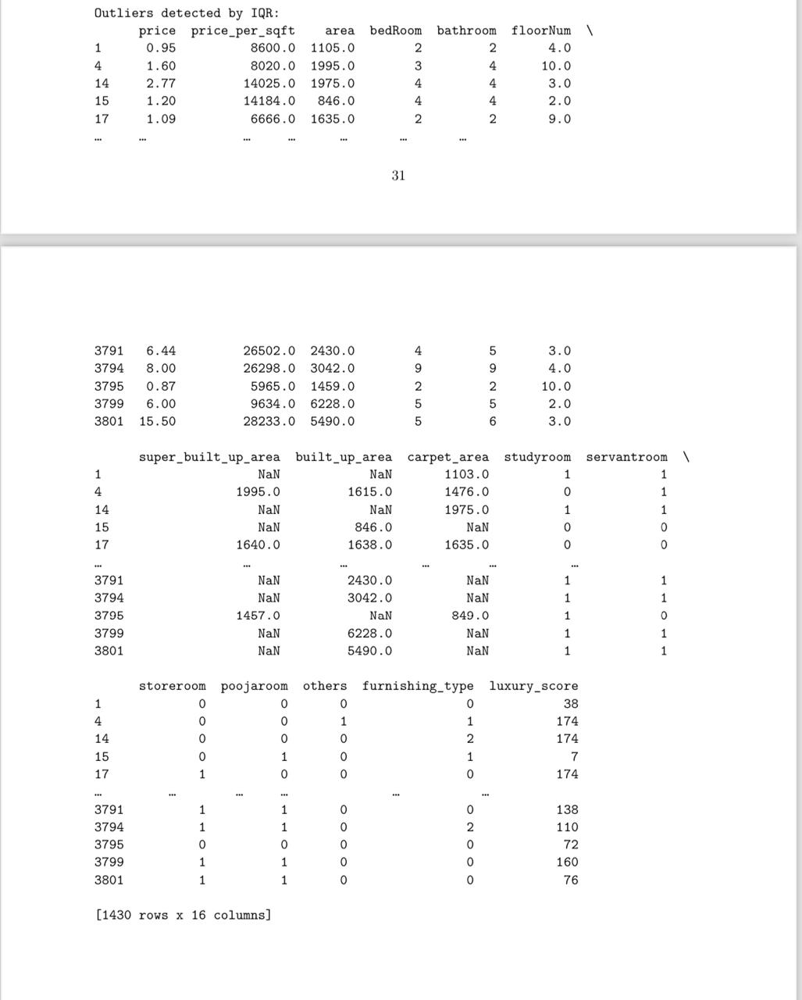 Outliers detected by IQR:
price price_per_sqft area bedRoom bathroom floorNum \
1 0.95 8600.0 1105.0 2 2 4.0
4 1.60 8020.0 1995.0 3 4 10.0
14 2.77 14025.0 1975.0 4 4 3.0
15 1.20 14184.0 846.0 4 4 2.0
17 1.09 6666.0 1635.0 2 2 9.0
… … … … … … …
31
3791 6.44 26502.0 2430.0 4 5 3.0
3794 8.00 26298.0 3042.0 9 9 4.0
3795 0.87 5965.0 1459.0 2 2 10.0
3799 6.00 9634.0 6228.0 5 5 2.0
3801 15.50 28233.0 5490.0 5 6 3.0
super_built_up_area built_up_area carpet_area studyroom servantroom \
1 NaN NaN 1103.0 1 1
4 1995.0 1615.0 1476.0 0 1
14 NaN NaN 1975.0 1 1
15 NaN 846.0 NaN 0 0
17 1640.0 1638.0 1635.0 0 0
… … … … … …
3791 NaN 2430.0 NaN 1 1
3794 NaN 3042.0 NaN 1 1
3795 1457.0 NaN 849.0 1 0
3799 NaN 6228.0 NaN 1 1
3801 NaN 5490.0 NaN 1 1
storeroom poojaroom others furnishing_type luxury_score
1 0 0 0 0 38
4 0 0 1 1 174
14 0 0 0 2 174
15 0 1 0 1 7
17 1 0 0 0 174
… … … … … …
3791 1 1 0 0 138
3794 1 1 0 2 110
3795 0 0 0 0 72
3799 1 1 0 0 160
3801 1 1 0 0 76
[1430 rows x 16 columns]